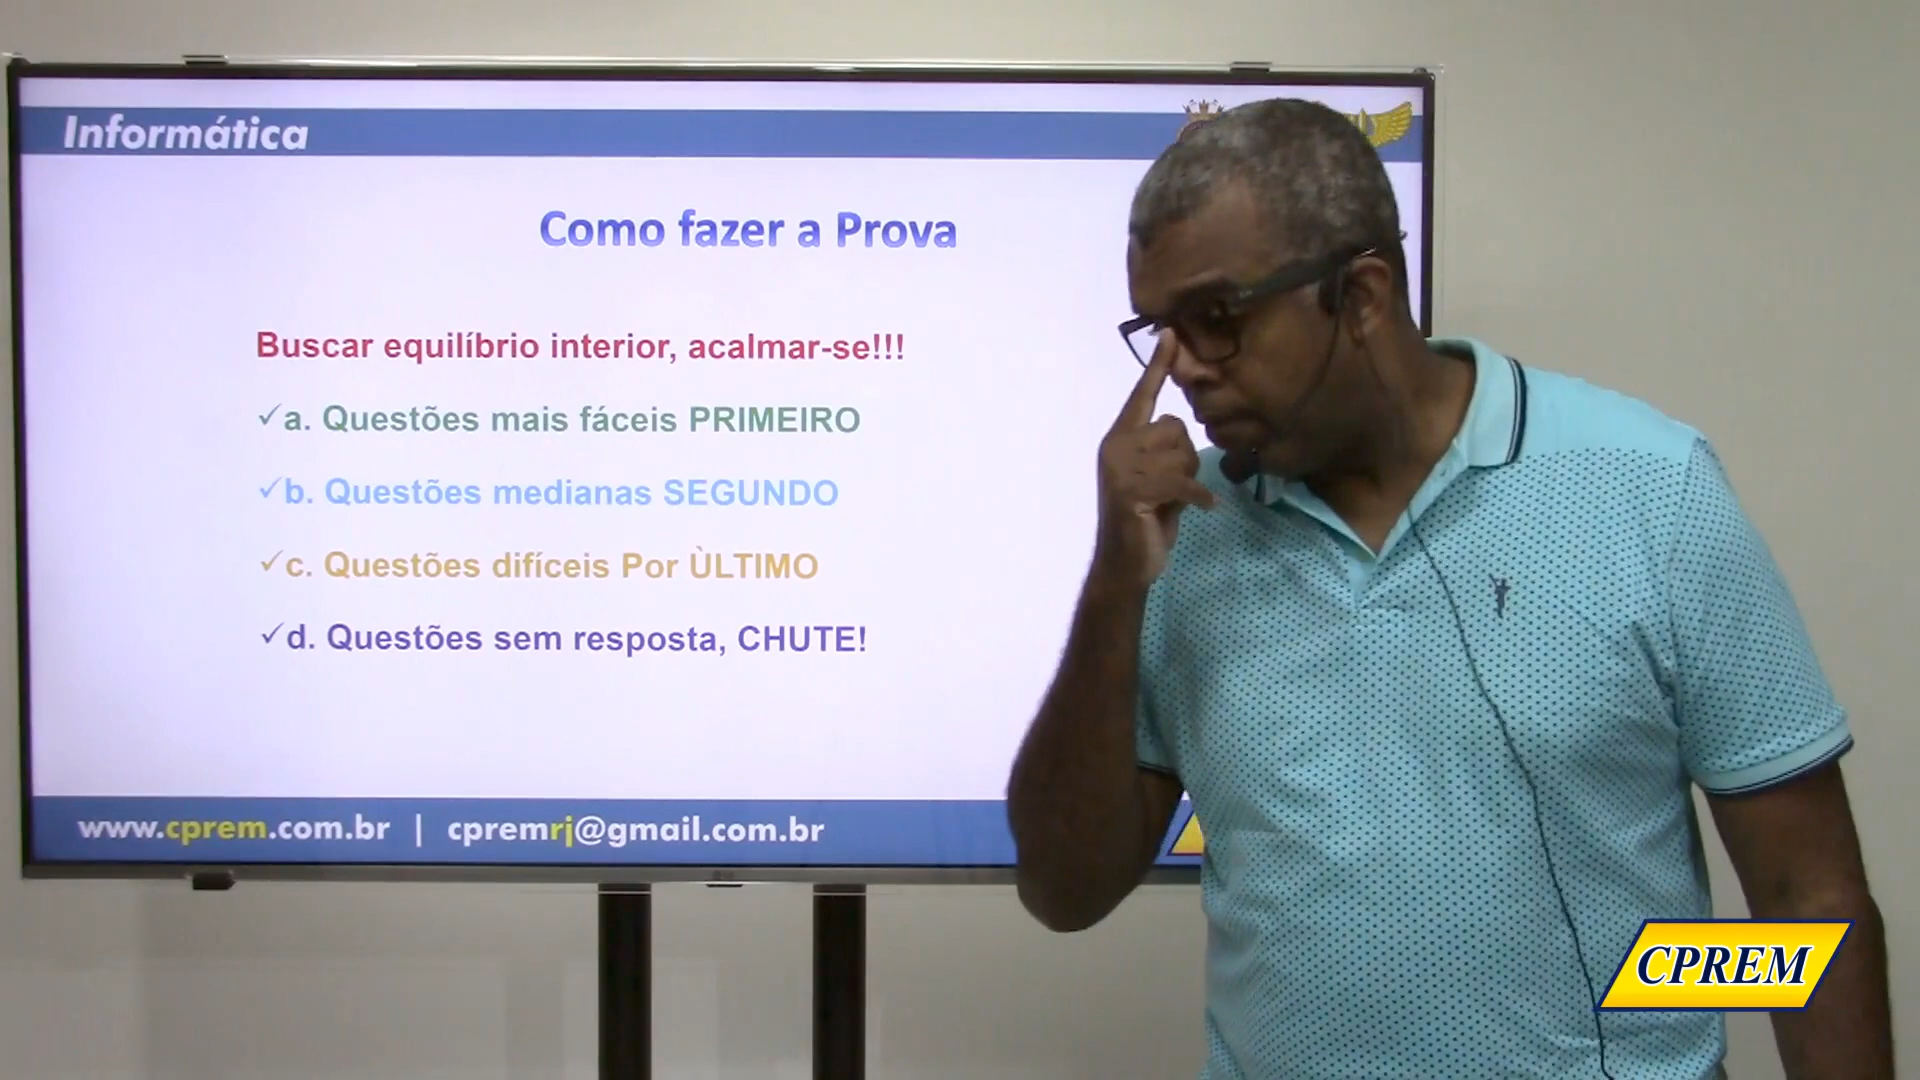 Informática
Como fazer a Prova
Buscar equilíbrio interior, acalmar-se!!!
✓a. Questões mais fáceis PRIMEIRO
✓b. Questões medianas SEGUNDO
✓c. Questões difíceis Por ÙLTIMO
✓d. Questões sem resposta, CHUTE!
www.cprem.com.br | cpremrj@gmail.com.br
CPREM